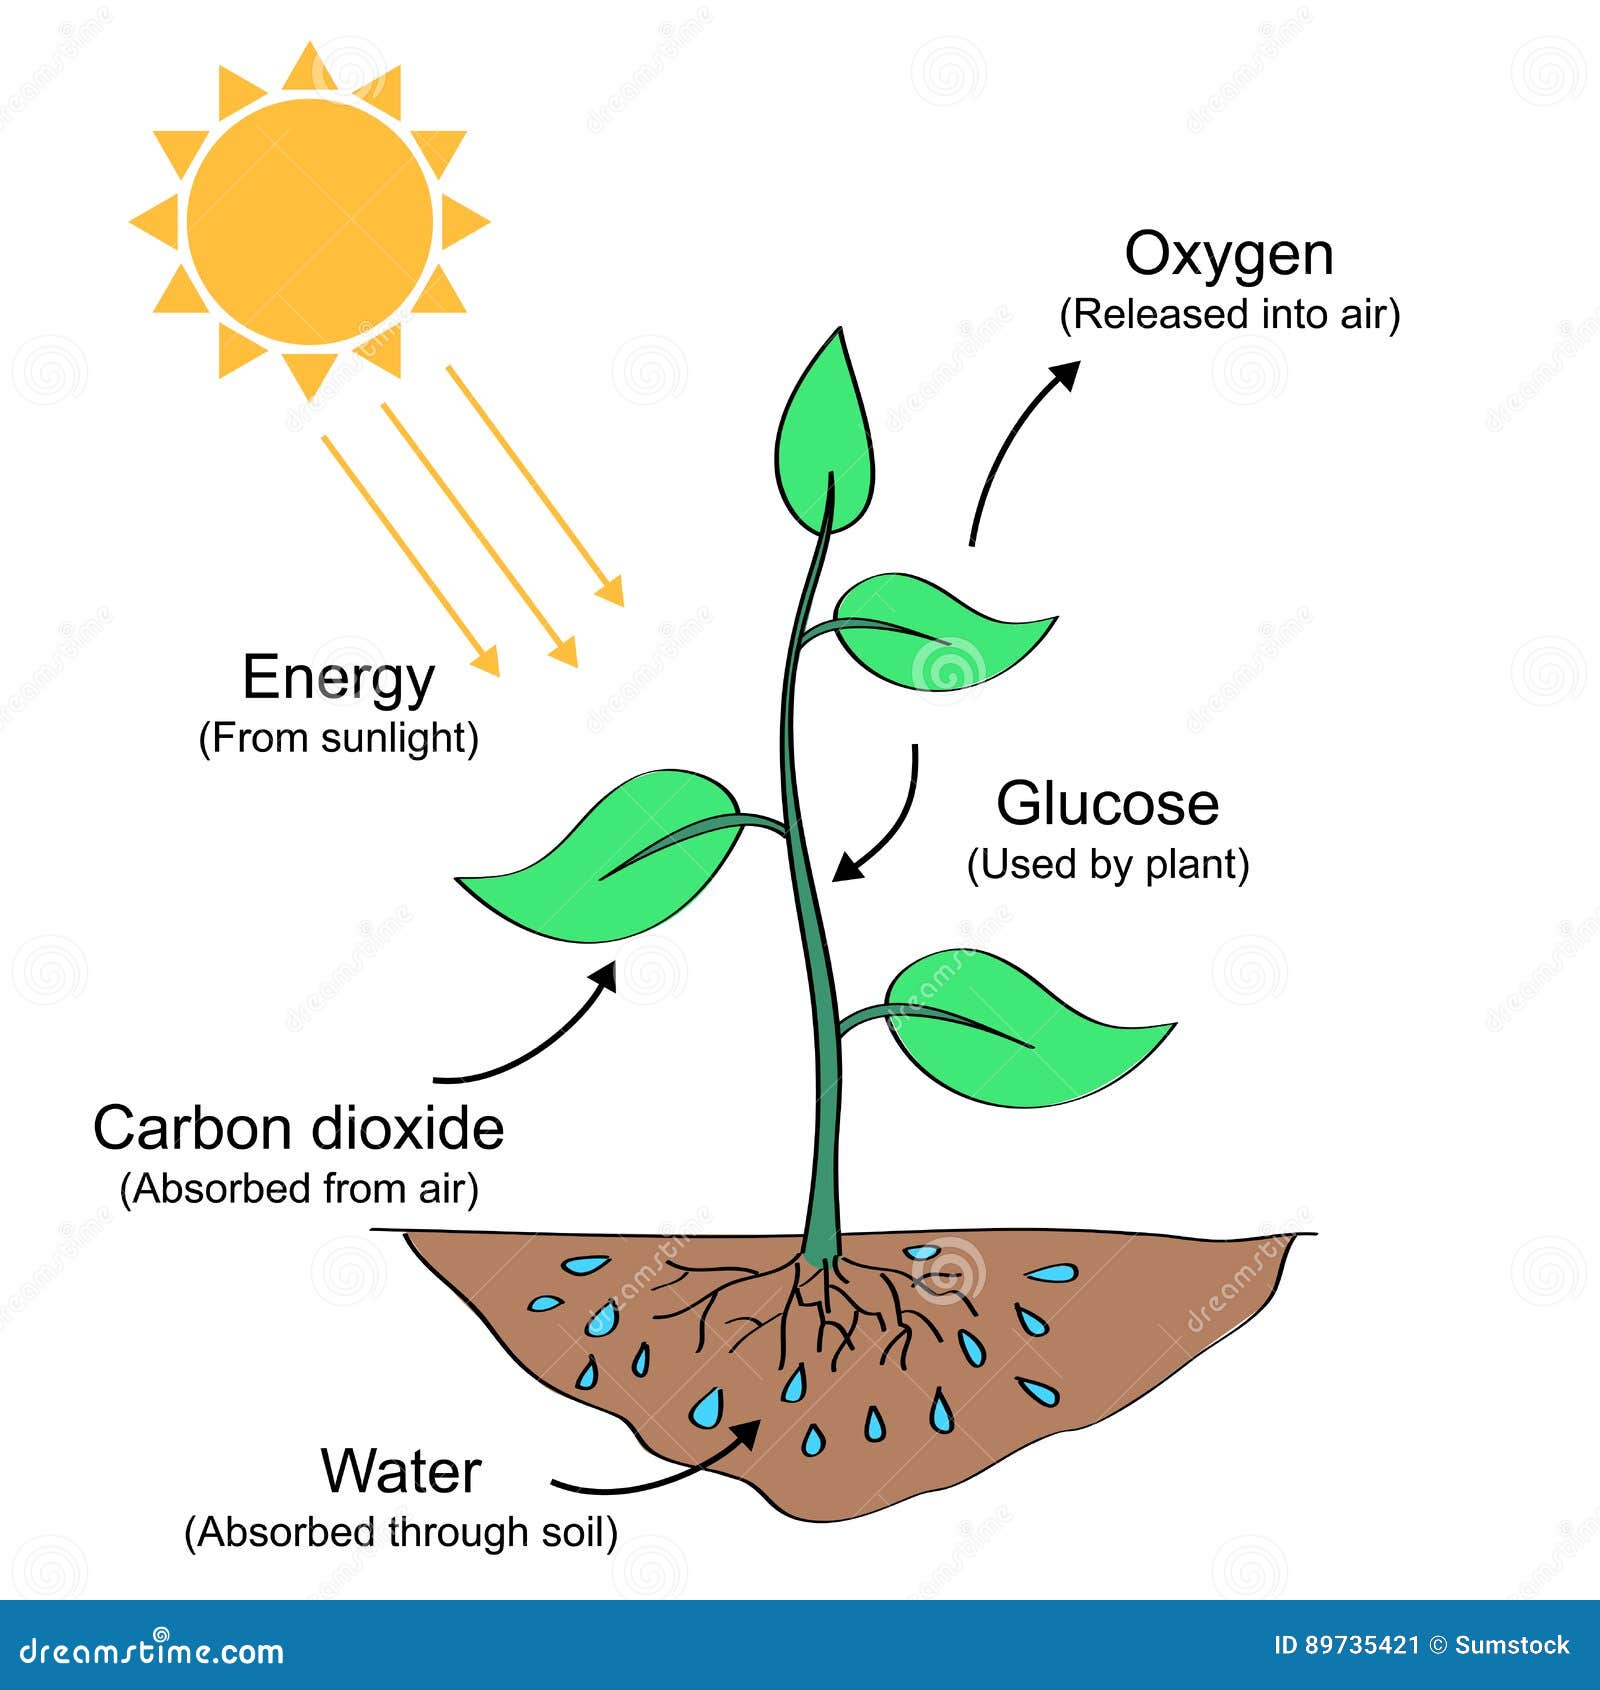 Oxygen
(Released into air)
Energy
(From sunlight)
Glucose
(Used by plant)
Carbon dioxide
(Absorbed from air)
Water
(Absorbed through soil)
dreamstime.com
ID 89735421 © Sumstock